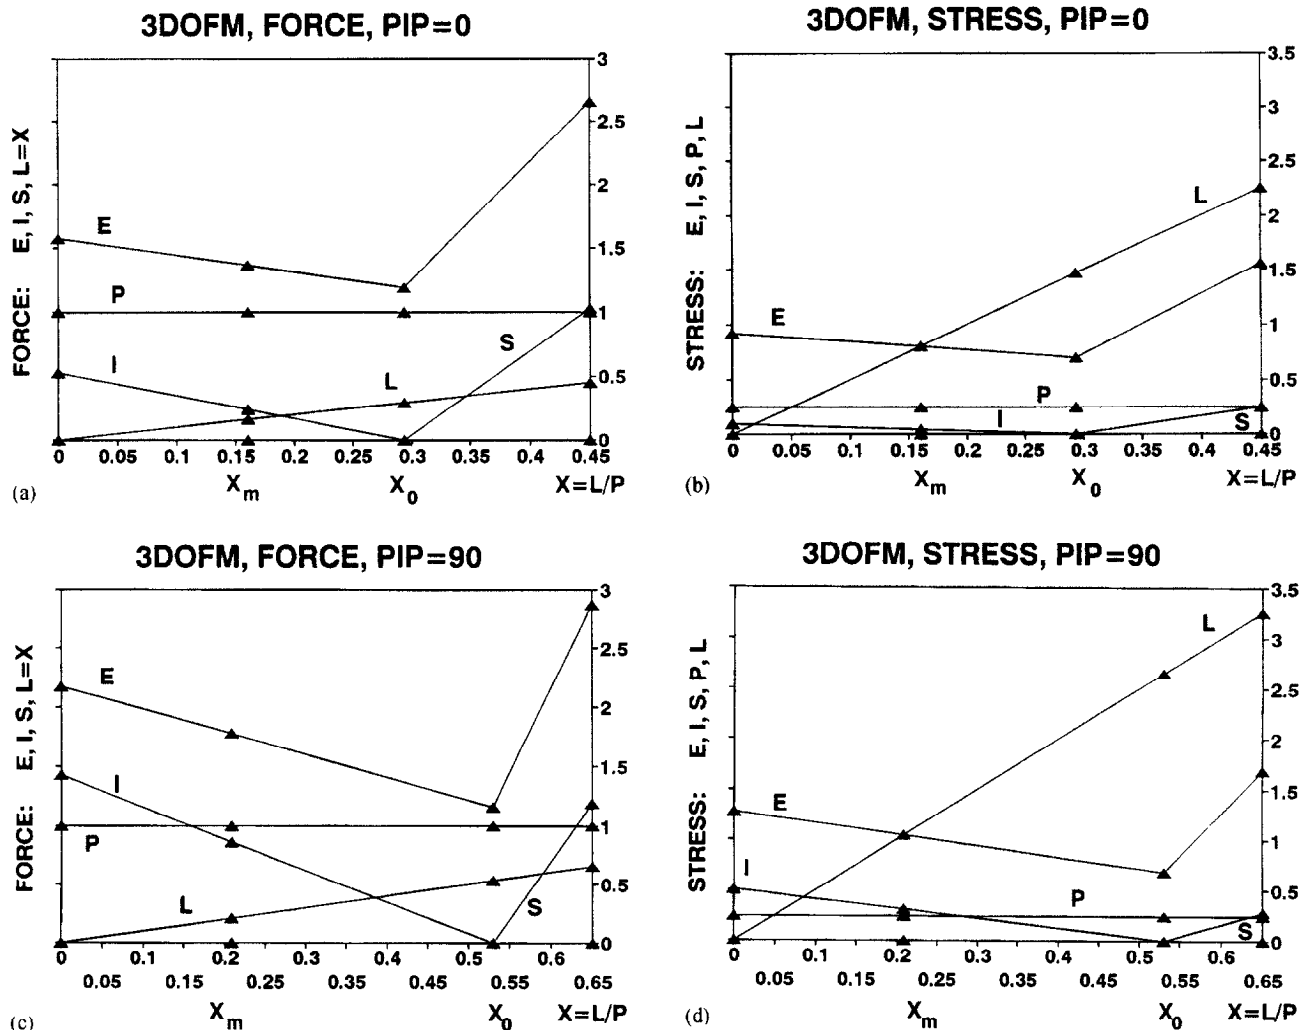 3DOFM, FORCE, PIP=0
FORCE: E, I, S, L=X
3
2.5
2
1.5
1
0.5
0
E
P
I
L
S
0 0.05 0.1 0.15 0.2 0.25 0.3 0.35 0.4 0.45
(a) Xm X0 X=L/P
3DOFM, STRESS, PIP=0
STRESS: E, I, S, P, L
3.5
3
2.5
2
1.5
1
0.5
0
L
E
P
I
S
0 0.05 0.1 0.15 0.2 0.25 0.3 0.35 0.4 0.45
(b) Xm X0 X=L/P
3DOFM, FORCE, PIP=90
FORCE: E, I, S, L=X
3
2.5
2
1.5
1
0.5
0
E
I
P
L
S
0 0.1 0.2 0.3 0.4 0.5 0.6
0.05 0.15 0.25 0.35 0.45 0.55 0.65
(c) Xm X0 X=L/P
3DOFM, STRESS, PIP=90
STRESS: E, I, S, P, L
3.5
3
2.5
2
1.5
1
0.5
0
L
E
I
P
S
0 0.1 0.2 0.3 0.4 0.5 0.6
0.05 0.15 0.25 0.35 0.45 0.55 0.65
(d) Xm X0 X=L/P